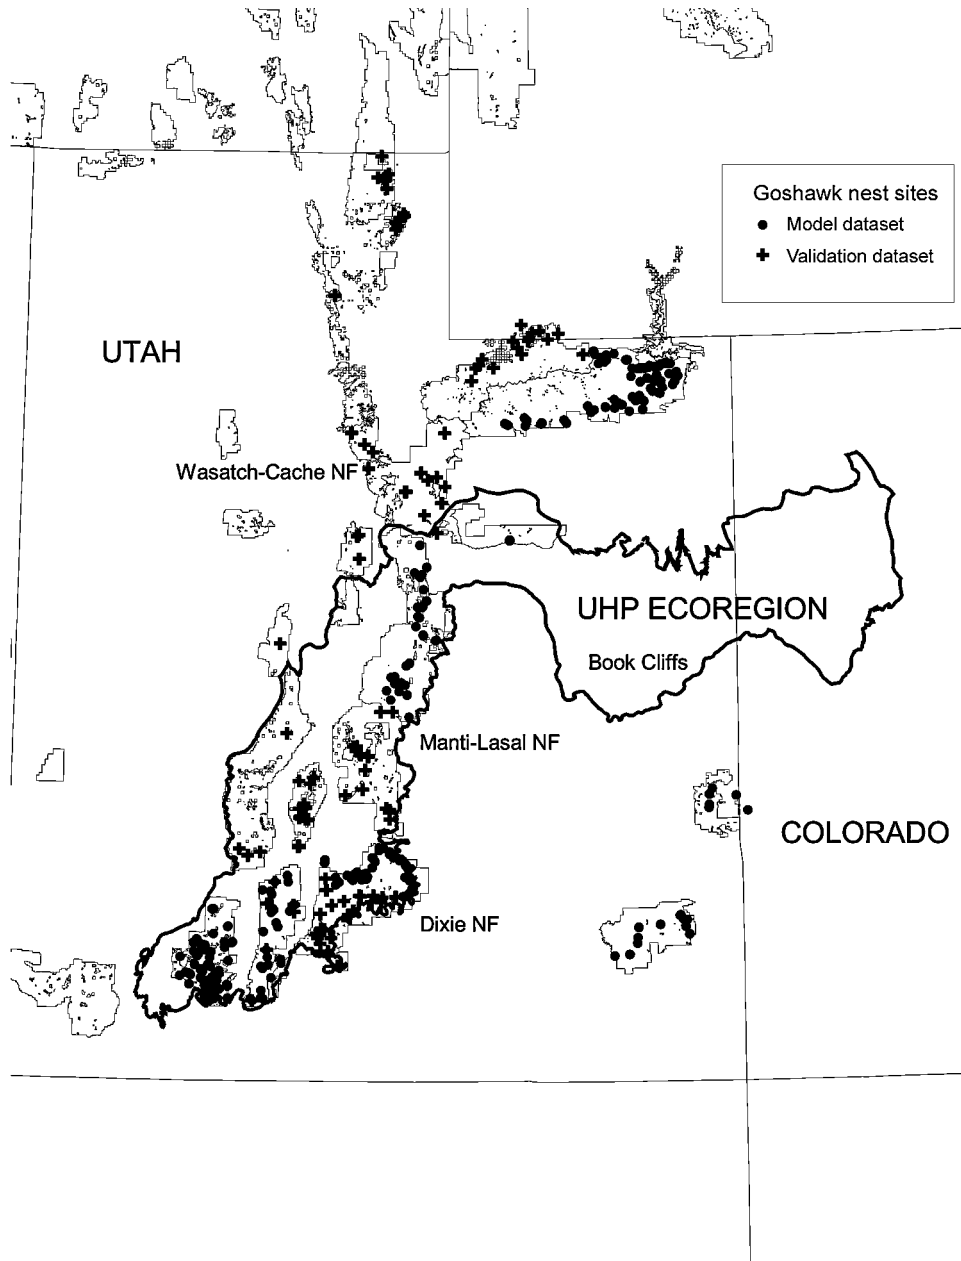 Goshawk nest sites
Model dataset
Validation dataset
UTAH
Wasatch-Cache NF
UHP ECOREGION
Book Cliffs
Manti-Lasal NF
COLORADO
Dixie NF